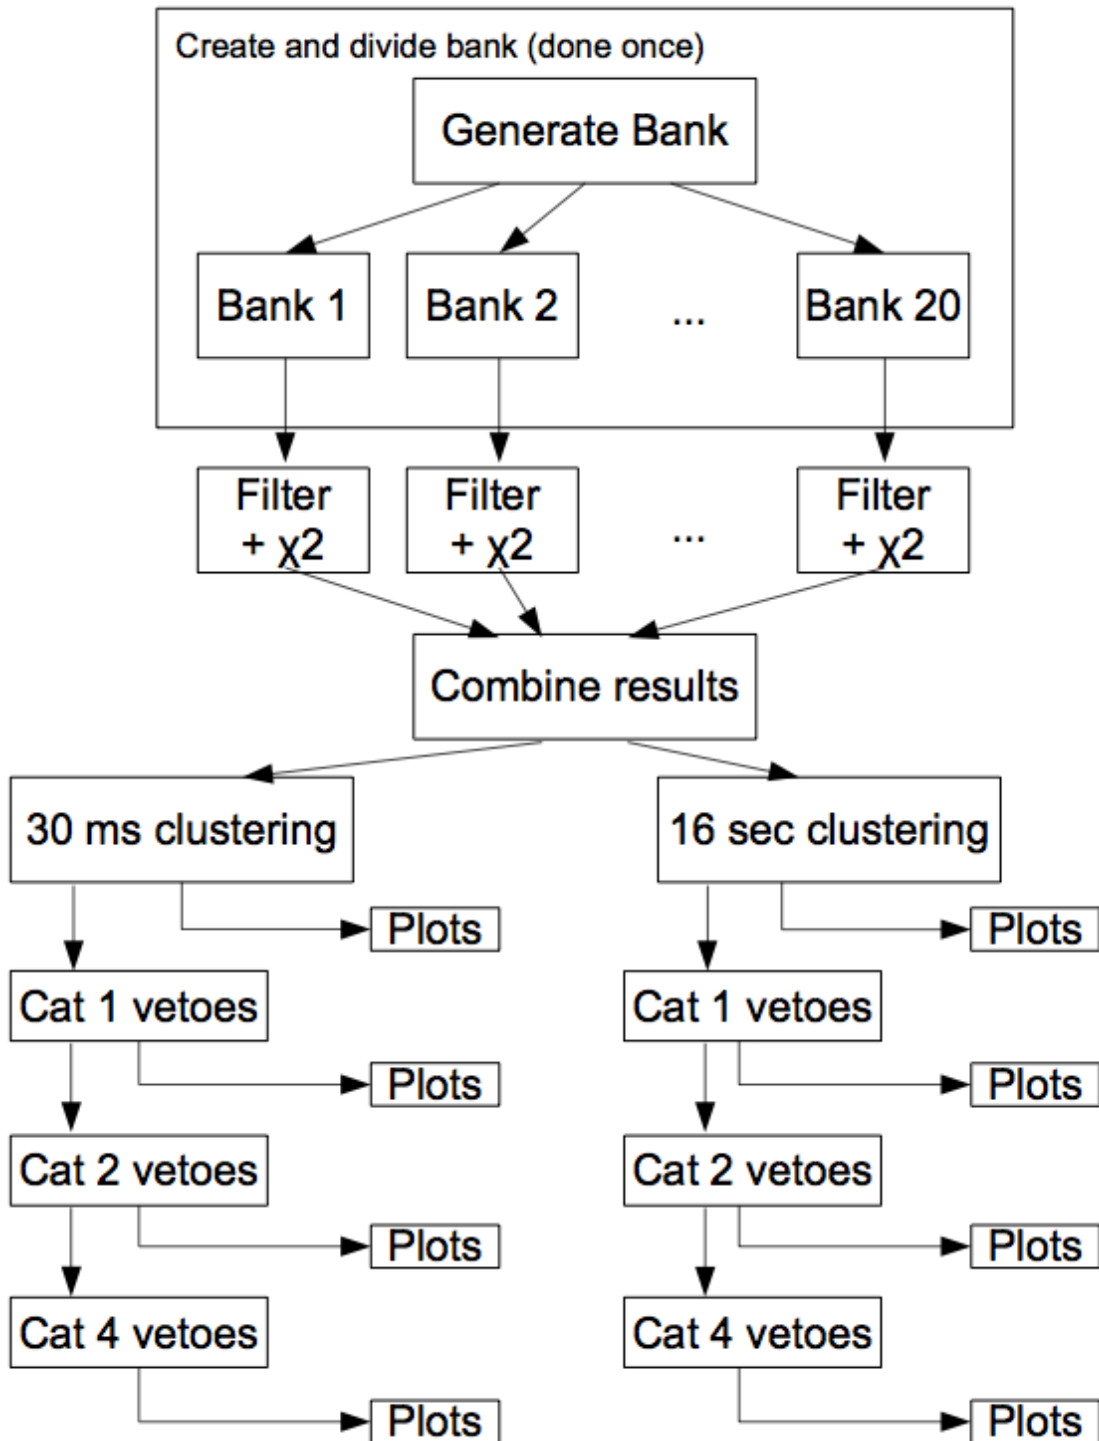 Create and divide bank (done once)
Generate Bank
Bank 1
Bank 2
...
Bank 20
Filter
+ χ2
Filter
+ χ2
...
Filter
+ χ2
Combine results
30 ms clustering
16 sec clustering
Plots
Plots
Cat 1 vetoes
Cat 1 vetoes
Plots
Plots
Cat 2 vetoes
Cat 2 vetoes
Plots
Plots
Cat 4 vetoes
Cat 4 vetoes
Plots
Plots